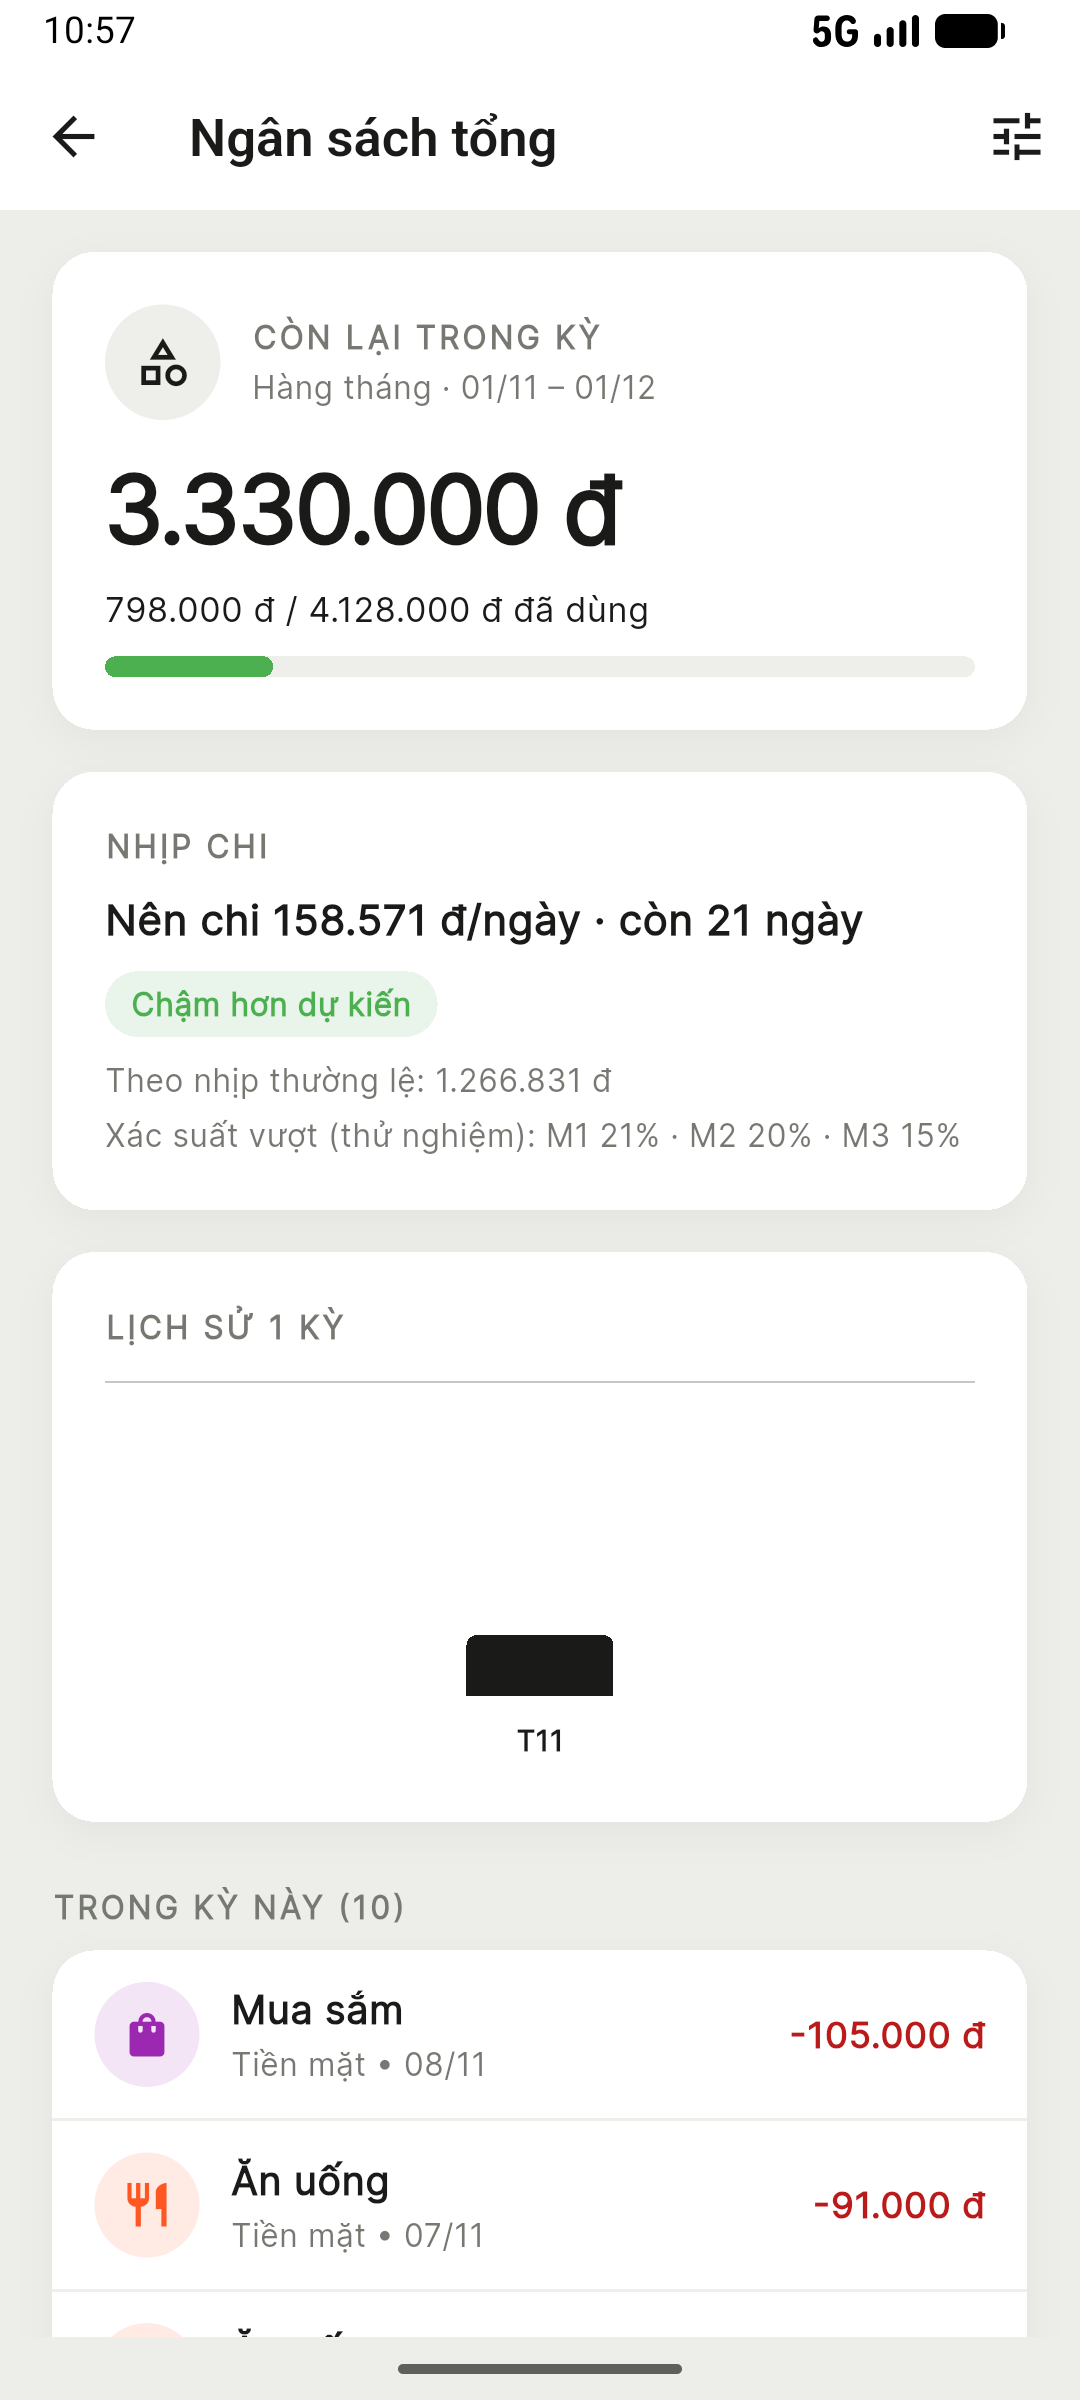 10:57
5G
Ngân sách tổng
CÒN LẠI TRONG KỲ
Hàng tháng · 01/11 – 01/12
3.330.000 đ
798.000 đ / 4.128.000 đ đã dùng
NHỊP CHI
Nên chi 158.571 đ/ngày · còn 21 ngày
Chậm hơn dự kiến
Theo nhịp thường lệ: 1.266.831 đ
Xác suất vượt (thử nghiệm): M1 21% · M2 20% · M3 15%
LỊCH SỬ 1 KỲ
T11
TRONG KỲ NÀY (10)
Mua sắm
-105.000 đ
Tiền mặt • 08/11
Ăn uống
-91.000 đ
Tiền mặt • 07/11